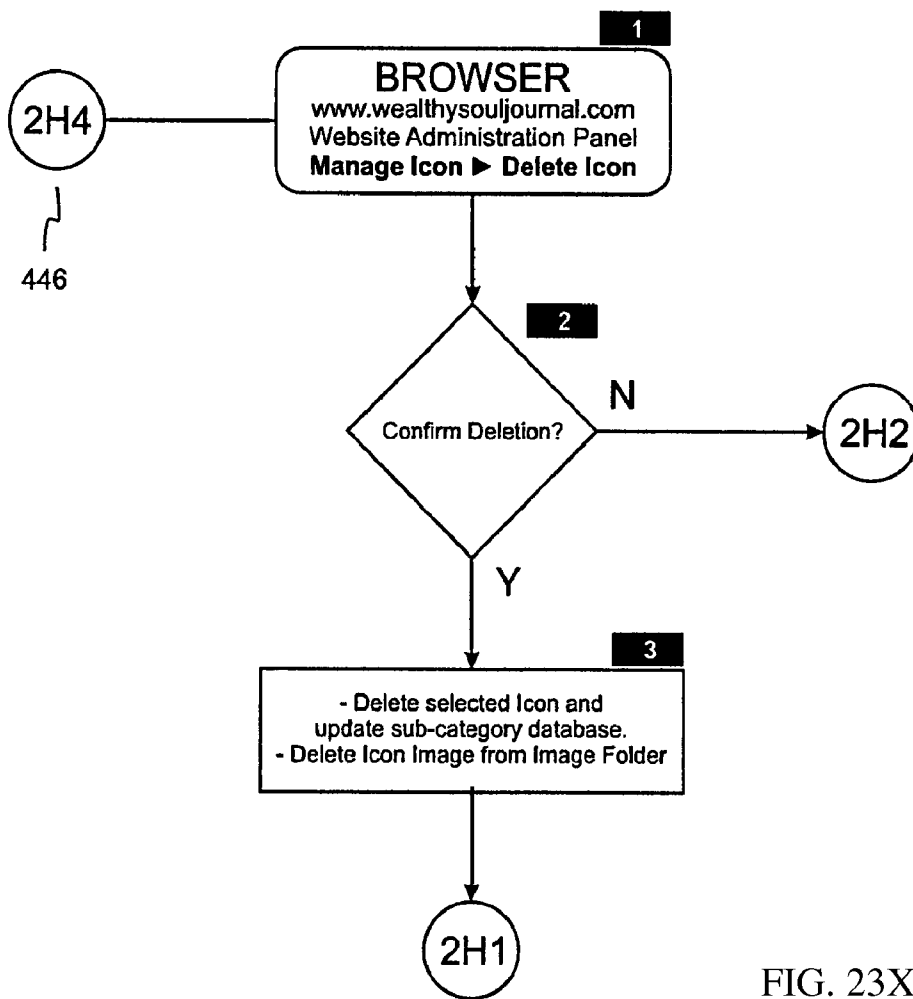 1
BROWSER
www.wealthysouljournal.com
Website Administration Panel
Manage Icon ► Delete Icon
2H4
446
2
Confirm Deletion?
N
2H2
Y
3
- Delete selected Icon and
update sub-category database.
- Delete Icon Image from Image Folder
2H1
FIG. 23X